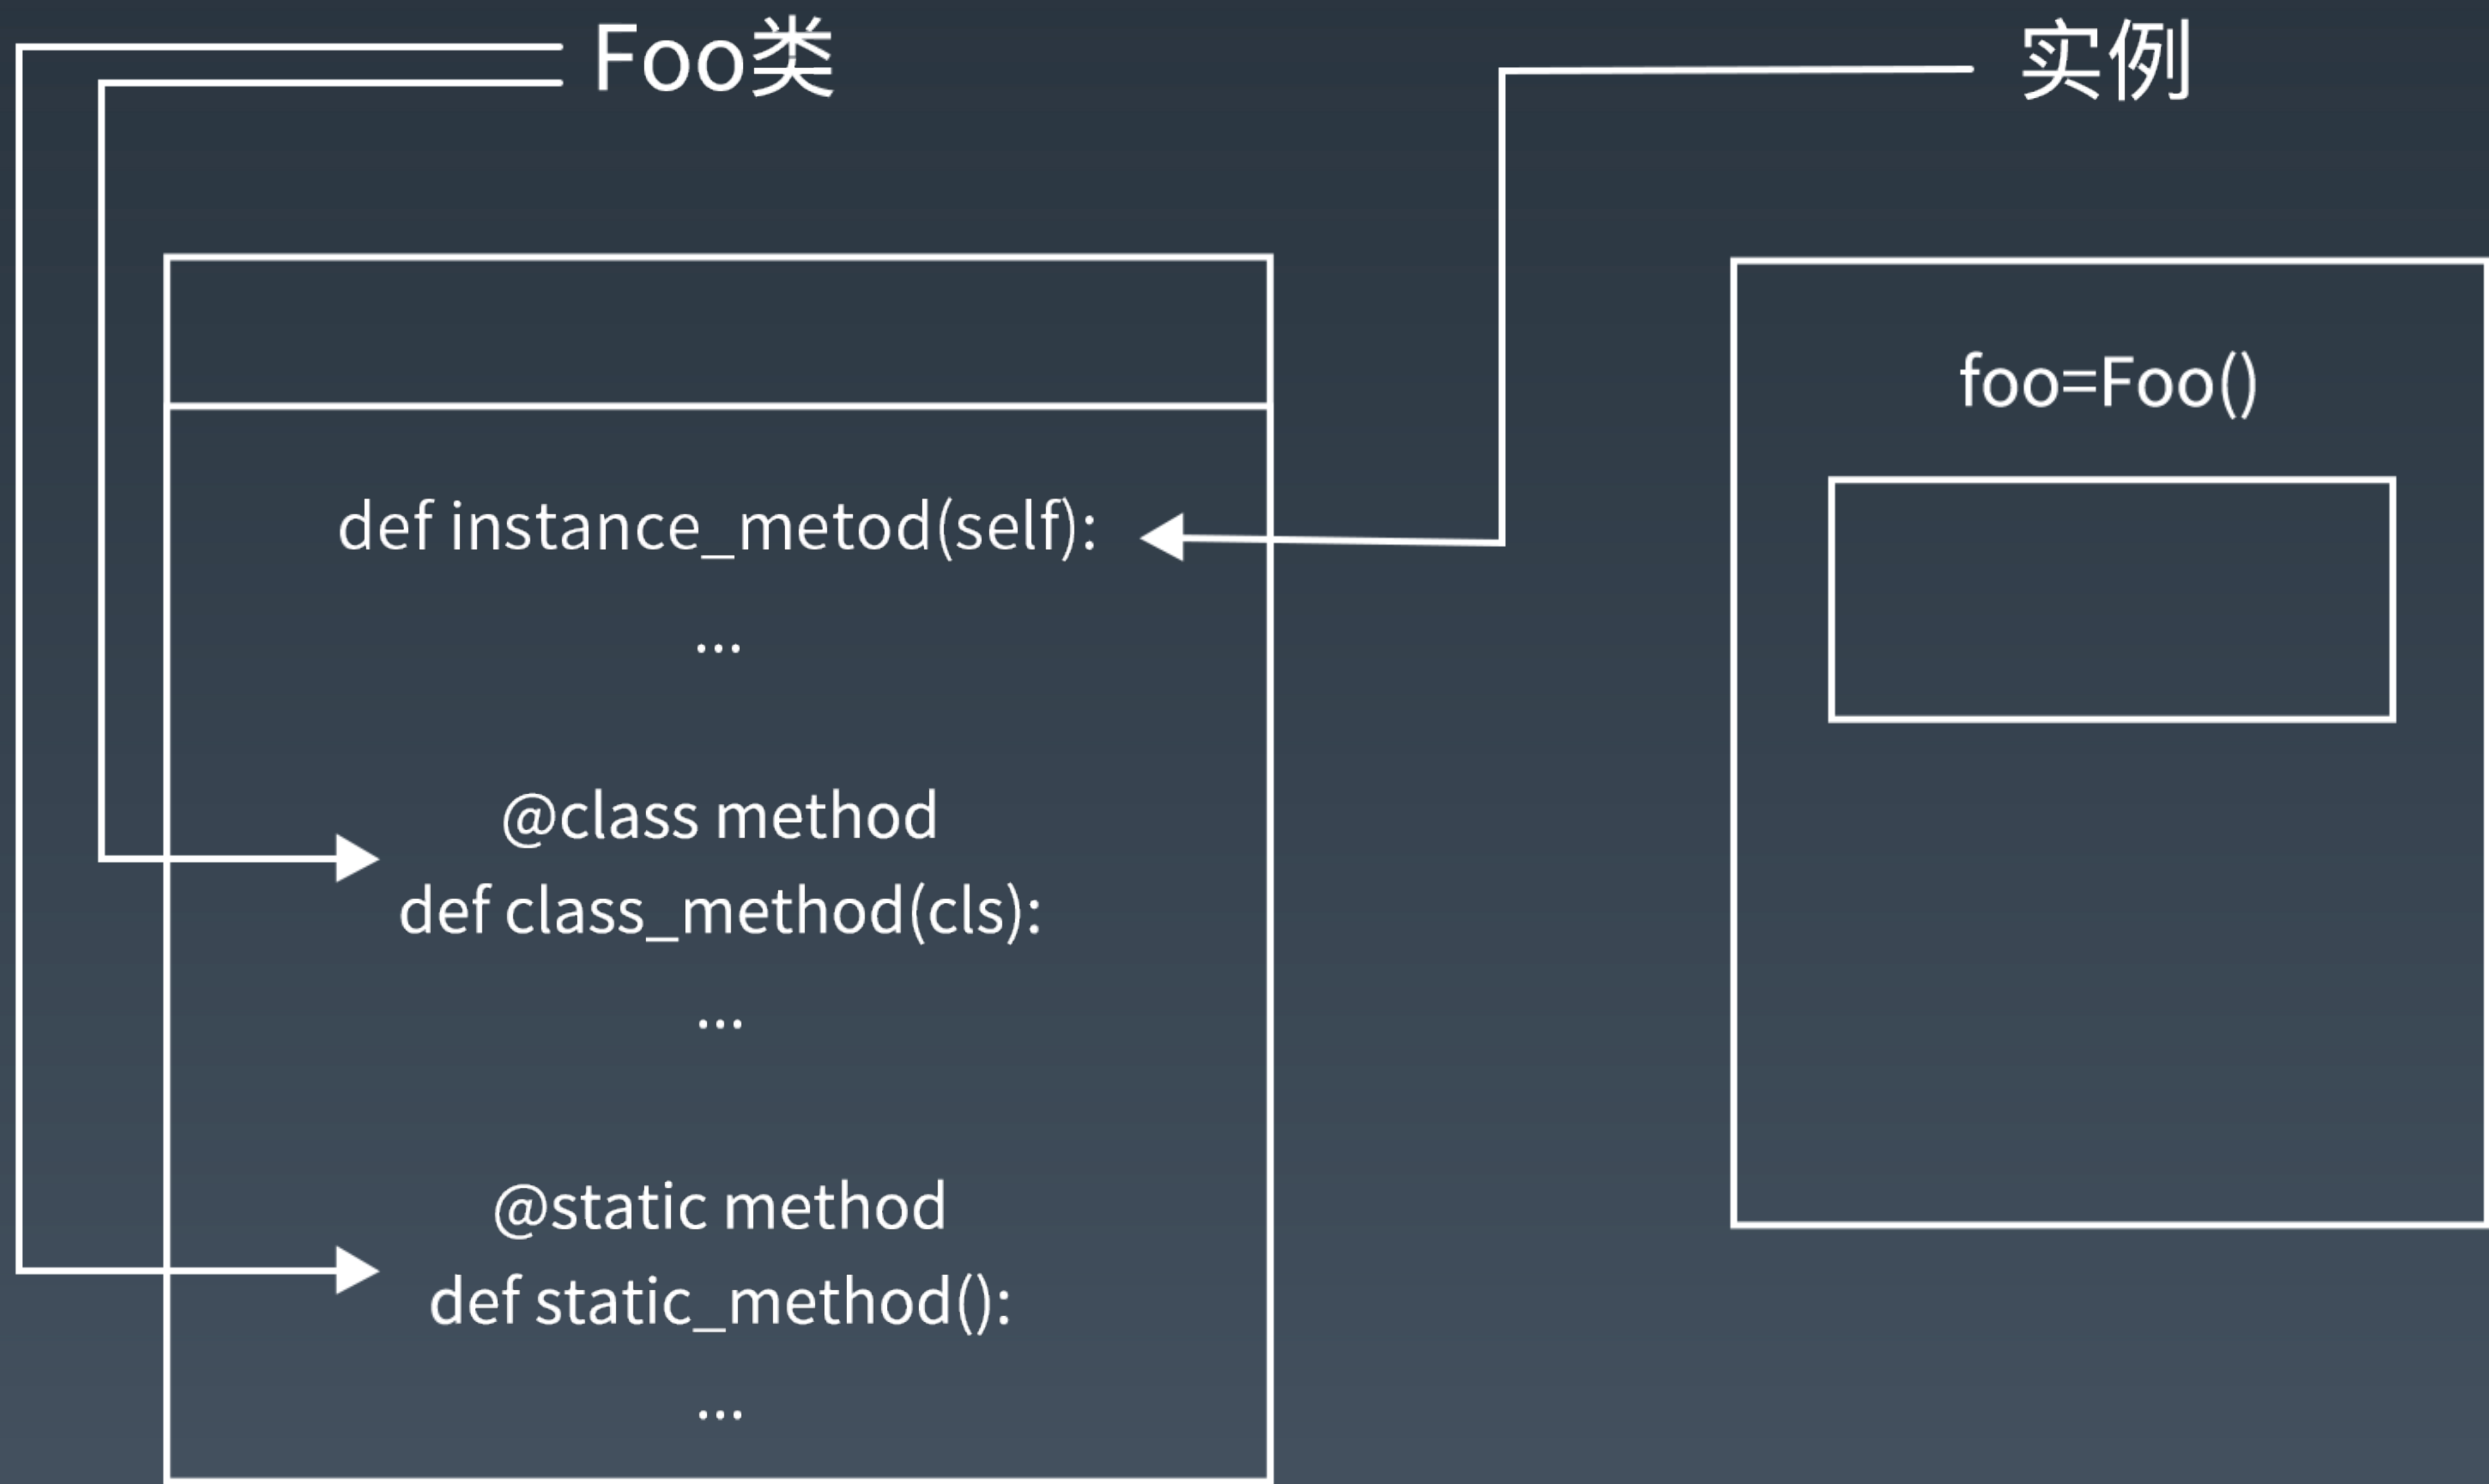 Foo类
实例
def instance_metod(self):
...
@class method
def class_method(cls):
...
@static method
def static_method():
...
foo=Foo()